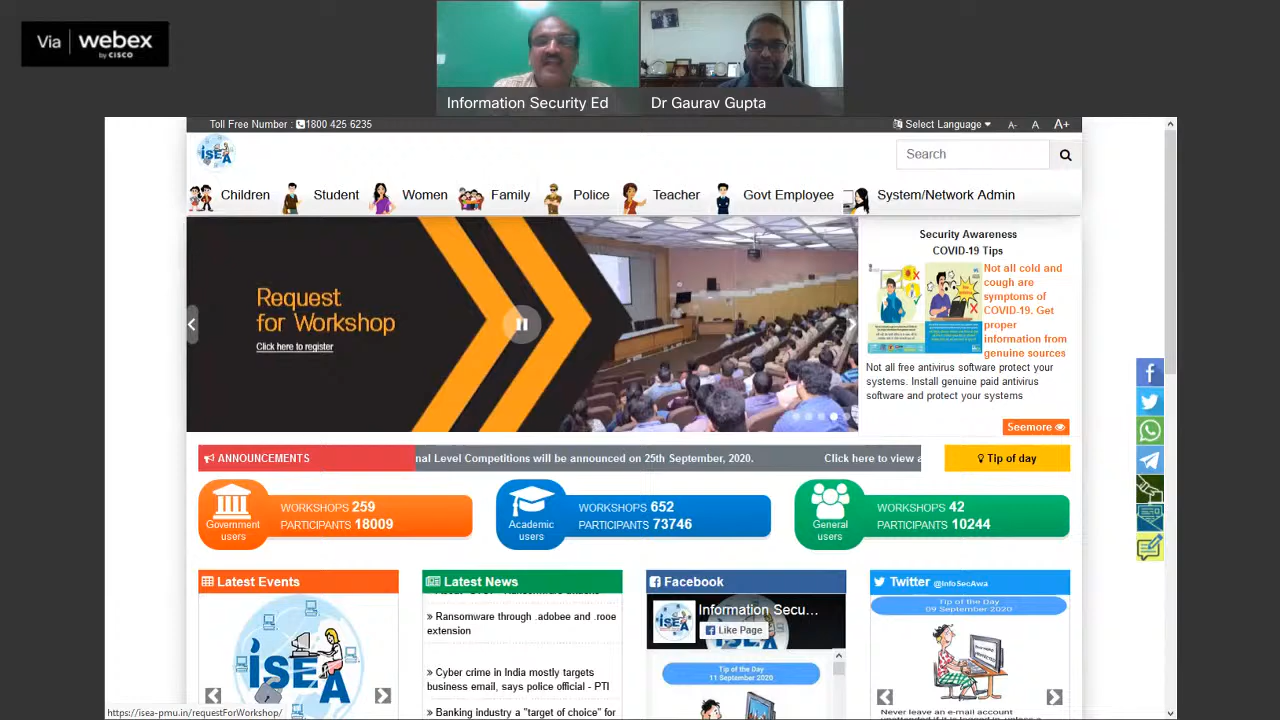 Via webex
by CISCO
Information Security Ed
Dr Gaurav Gupta
Toll Free Number : 1800 425 6235
Select Language
A-
A
A+
ISEA
Search
Children
Student
Women
Family
Police
Teacher
Govt Employee
System/Network Admin
Request
for Workshop
Click here to register
Security Awareness
COVID-19 Tips
Not all cold and
cough are
symptoms of
COVID-19. Get
proper
information from
genuine sources
Not all free antivirus software protect your
systems. Install genuine paid antivirus
software and protect your systems
Seemore
ANNOUNCEMENTS
nal Level Competitions will be announced on 25th September, 2020.
Click here to view a
Tip of day
Government
users
WORKSHOPS 259
PARTICIPANTS 18009
Academic
users
WORKSHOPS 652
PARTICIPANTS 73746
General
users
WORKSHOPS 42
PARTICIPANTS 10244
Latest Events
ISEA
Latest News
» Ransomware through .adobee and .rooe
extension
» Cyber crime in India mostly targets
business email, says police official - PTI
» Banking industry a "target of choice" for
Facebook
Information Secu...
Like Page
Tip of the Day
11 September 2020
Twitter @InfoSecAwa
Tip of the Day
09 September 2020
Never leave an e-mail account
https://isea-pmu.in/requestForWorkshop/